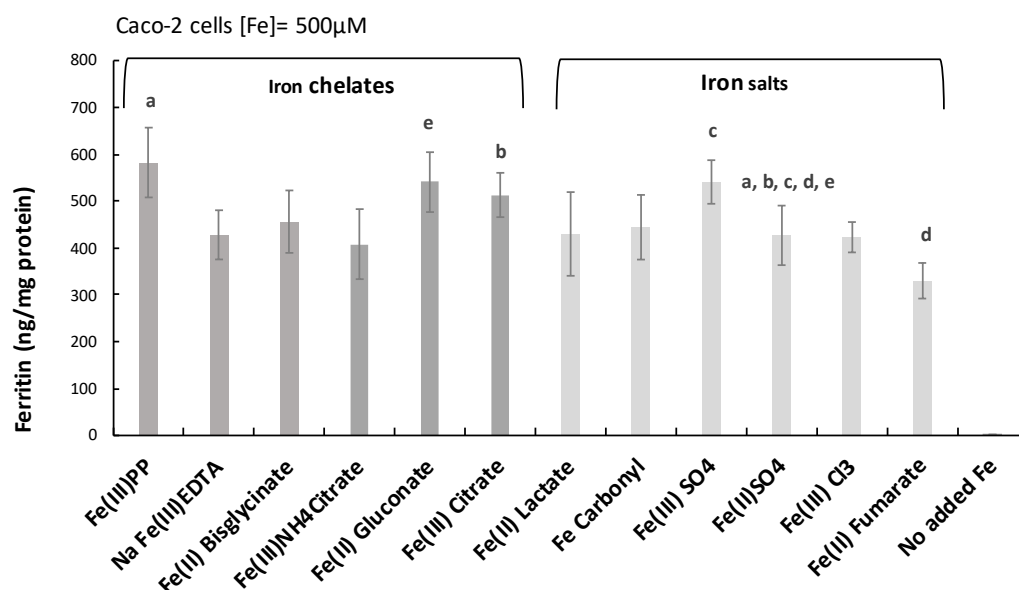 Caco-2 cells [Fe]= 500µM
800
700
600
500
400
300
200
100
0
Ferritin (ng/mg protein)
Iron chelates
Iron salts
a
e
b
c
a, b, c, d, e
d
Fe(III)PP
Na Fe(III)EDTA
Fe(II) Bisglycinate
Fe(III)NH4Citrate
Fe(II) Gluconate
Fe(III) Citrate
Fe(II) Lactate
Fe Carbonyl
Fe(III) SO4
Fe(II)SO4
Fe(III) Cl3
Fe(II) Fumarate
No added Fe